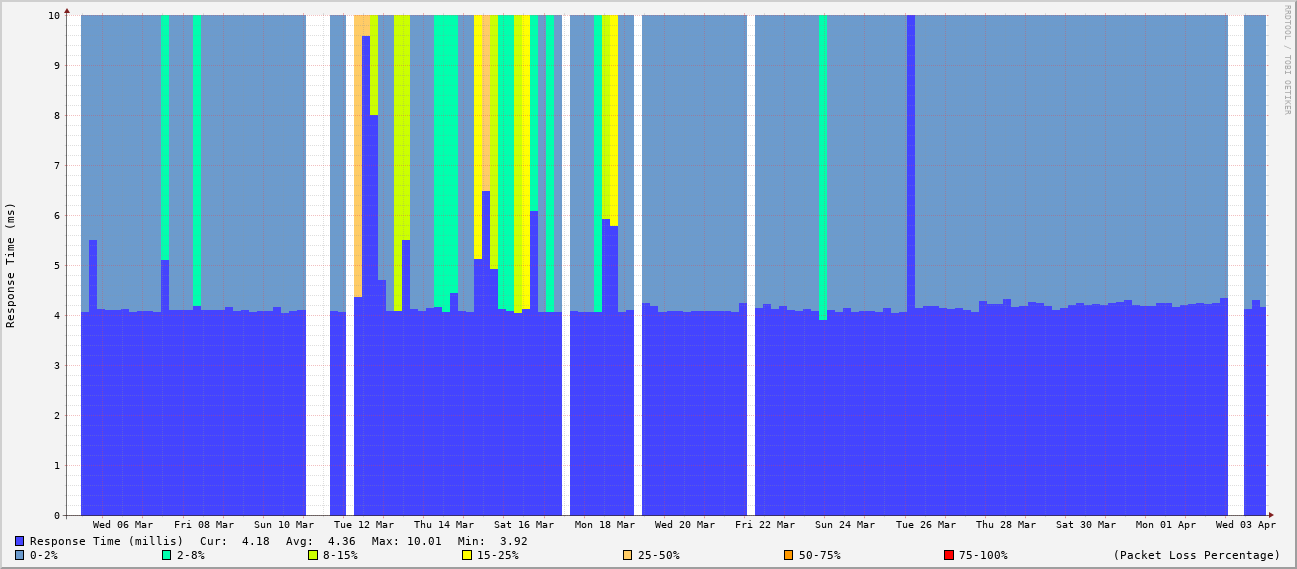 RRDTOOL / TOBI OETIKER
Response Time (ms)
10
9
8
7
6
5
4
3
2
1
0
Wed 06 Mar Fri 08 Mar Sun 10 Mar Tue 12 Mar Thu 14 Mar Sat 16 Mar Mon 18 Mar Wed 20 Mar Fri 22 Mar Sun 24 Mar Tue 26 Mar Thu 28 Mar Sat 30 Mar Mon 01 Apr Wed 03 Apr
Response Time (millis) Cur: 4.18 Avg: 4.36 Max: 10.01 Min: 3.92
0-2% 2-8% 8-15% 15-25% 25-50% 50-75% 75-100% (Packet Loss Percentage)